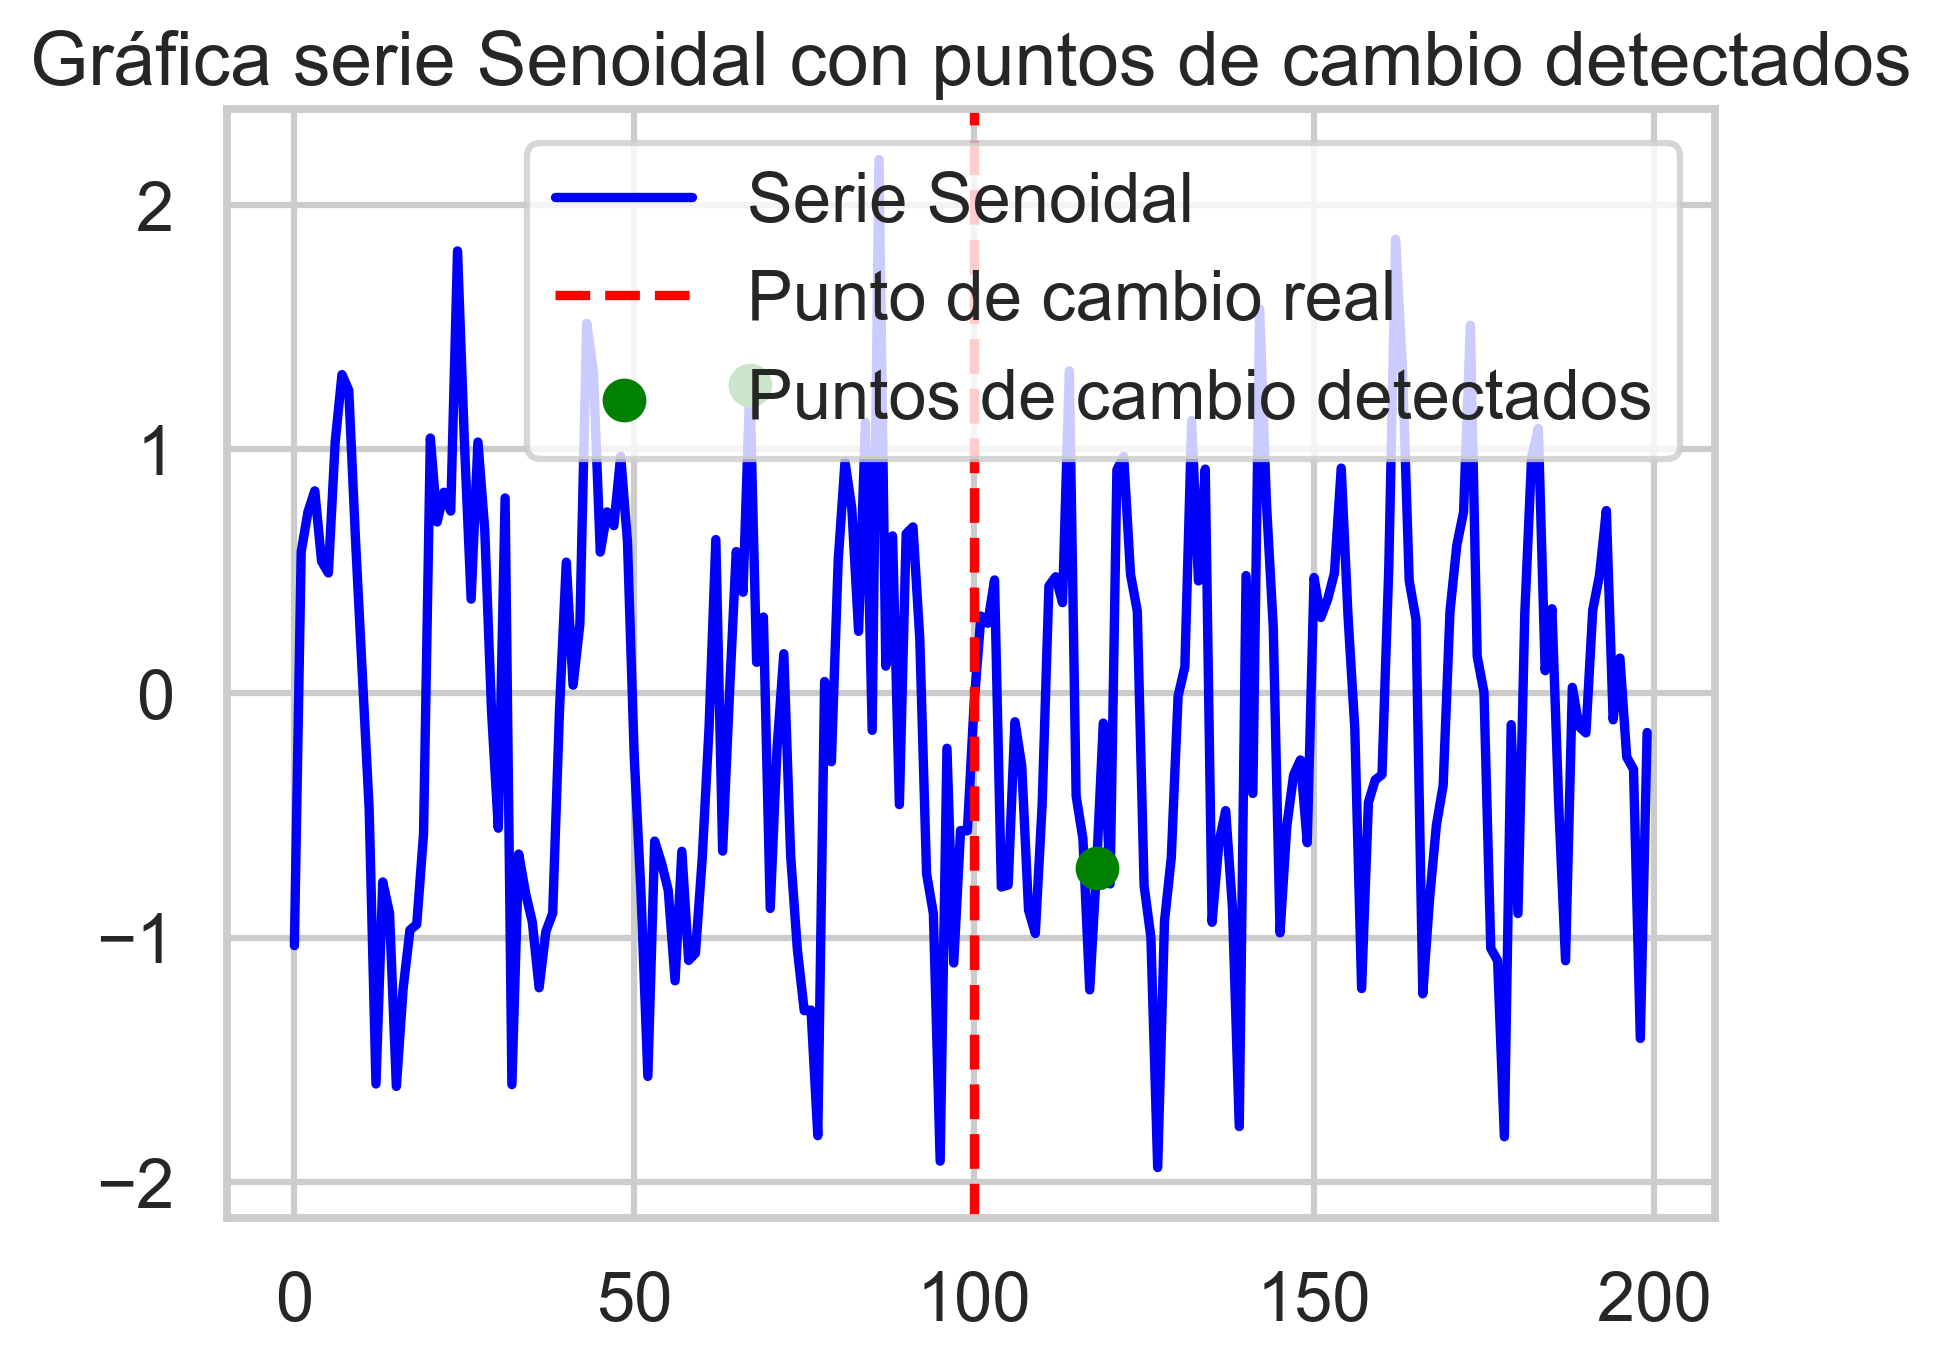 Gráfica serie Senoidal con puntos de cambio detectados
Serie Senoidal
Punto de cambio real
Puntos de cambio detectados
2
1
0
−1
−2
0 50 100 150 200